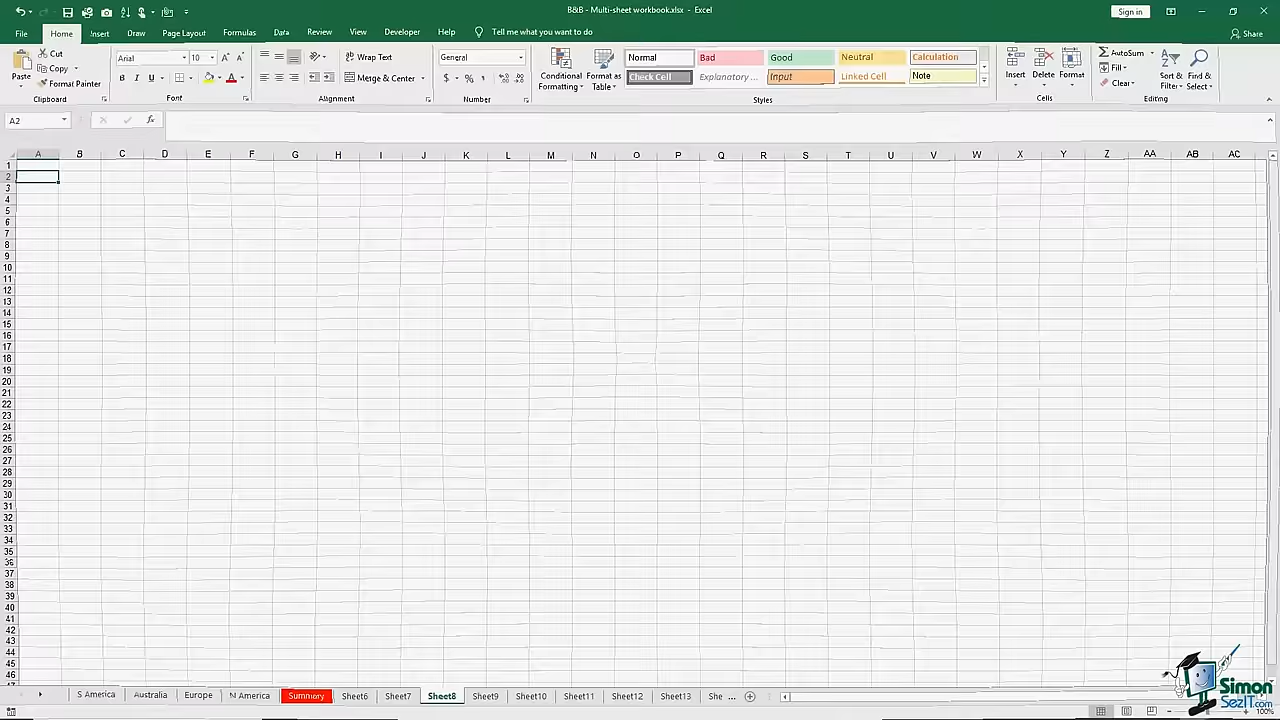 B&B - Multi-sheet workbook.xlsx - Excel
Sign in
File Home Insert Draw Page Layout Formulas Data Review View Developer Help Tell me what you want to do Share
Paste
Cut
Copy
Format Painter
Clipboard
Arial 10
B I U
Font
Wrap Text
Merge & Center
Alignment
General
$ % ,
Number
Conditional Formatting
Format as Table
Normal Bad Good Neutral Calculation
Check Cell Explanatory ... Input Linked Cell Note
Styles
Insert Delete Format
Cells
AutoSum
Fill
Clear
Sort & Filter
Find & Select
Editing
A2 fx
A B C D E F G H I J K L M N O P Q R S T U V W X Y Z AA AB AC
1
2
3
4
5
6
7
8
9
10
11
12
13
14
15
16
17
18
19
20
21
22
23
24
25
26
27
28
29
30
31
32
33
34
35
36
37
38
39
40
41
42
43
44
45
46
S America Australia Europe N America Summary Sheet6 Sheet7 Sheet8 Sheet9 Sheet10 Sheet11 Sheet12 Sheet13
100%
Simon
SezIT.com